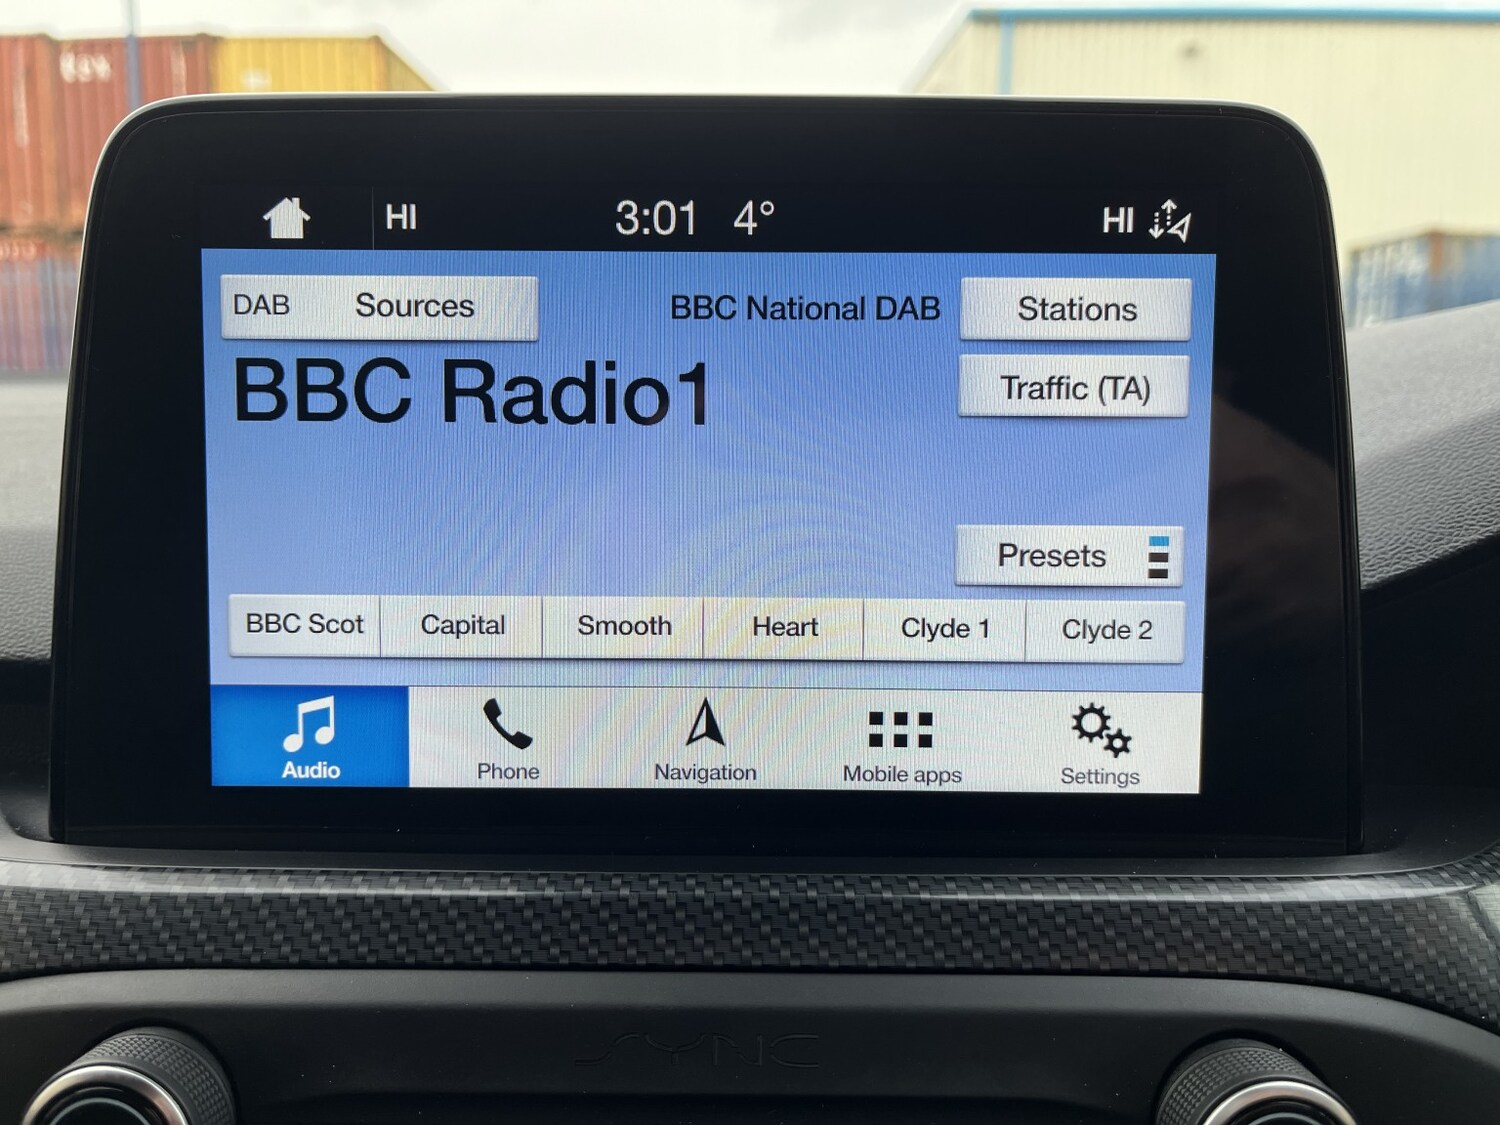 HI 3:01 4° HI
DAB Sources BBC National DAB Stations
BBC Radio1
Traffic (TA)
Presets
BBC Scot Capital Smooth Heart Clyde 1 Clyde 2
Audio Phone Navigation Mobile apps Settings
SYNC